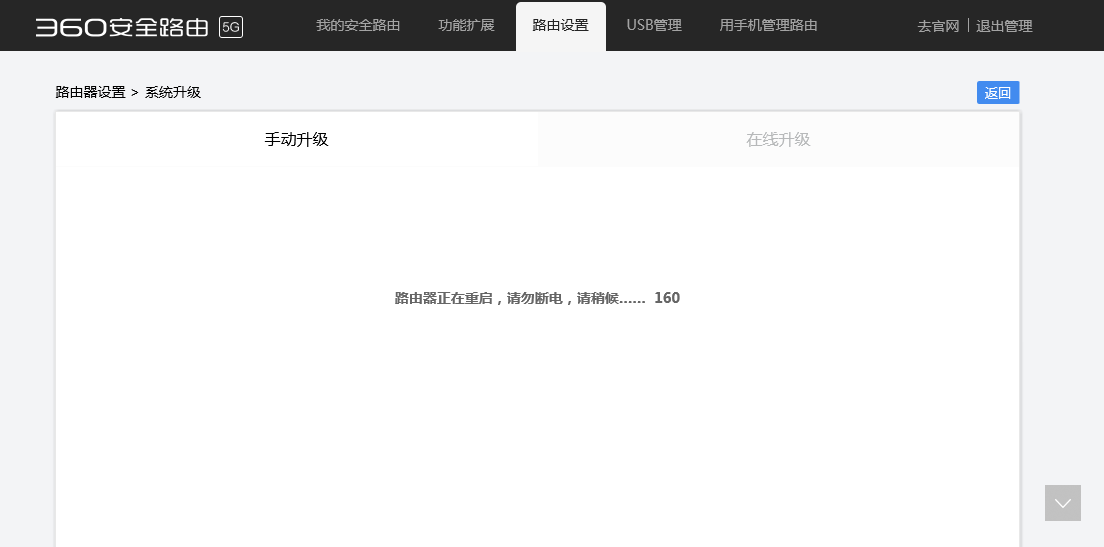 360安全路由 5G 我的安全路由 功能扩展 路由设置 USB管理 用手机管理路由 去官网 | 退出管理
路由器设置 > 系统升级 返回
手动升级 在线升级
路由器正在重启，请勿断电，请稍候...... 160